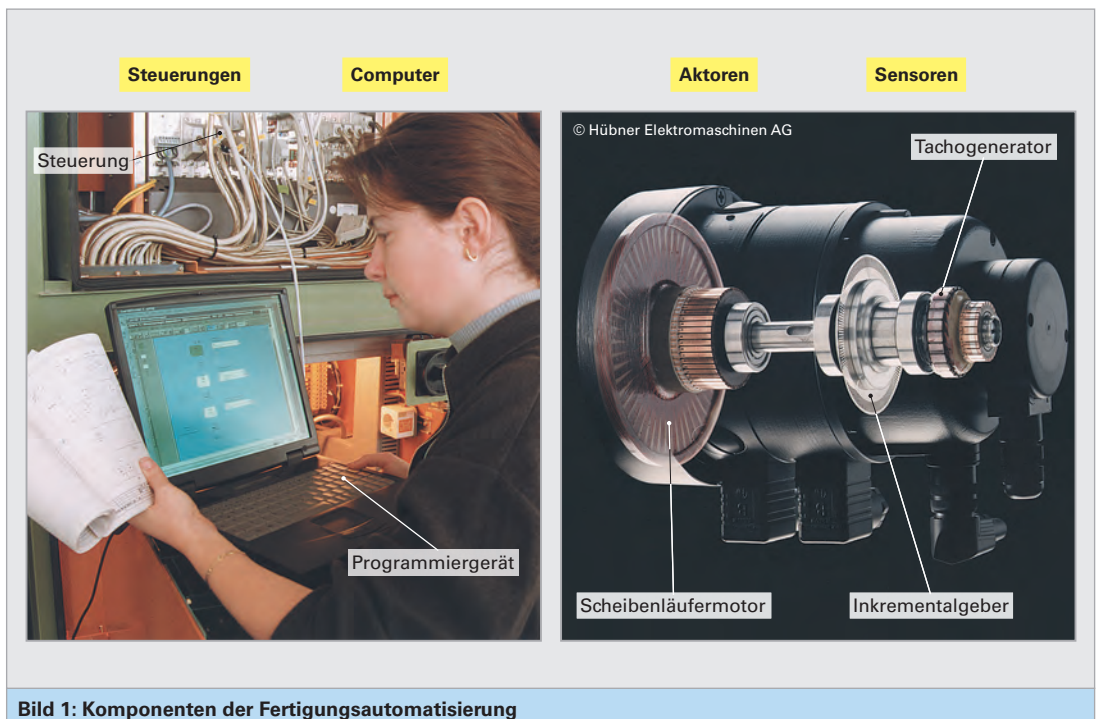 Steuerungen
Computer
Aktoren
Sensoren
Steuerung
Programmiergerät
© Hübner Elektromaschinen AG
Tachogenerator
Scheibenläufermotor
Inkrementalgeber
Bild 1: Komponenten der Fertigungsautomatisierung